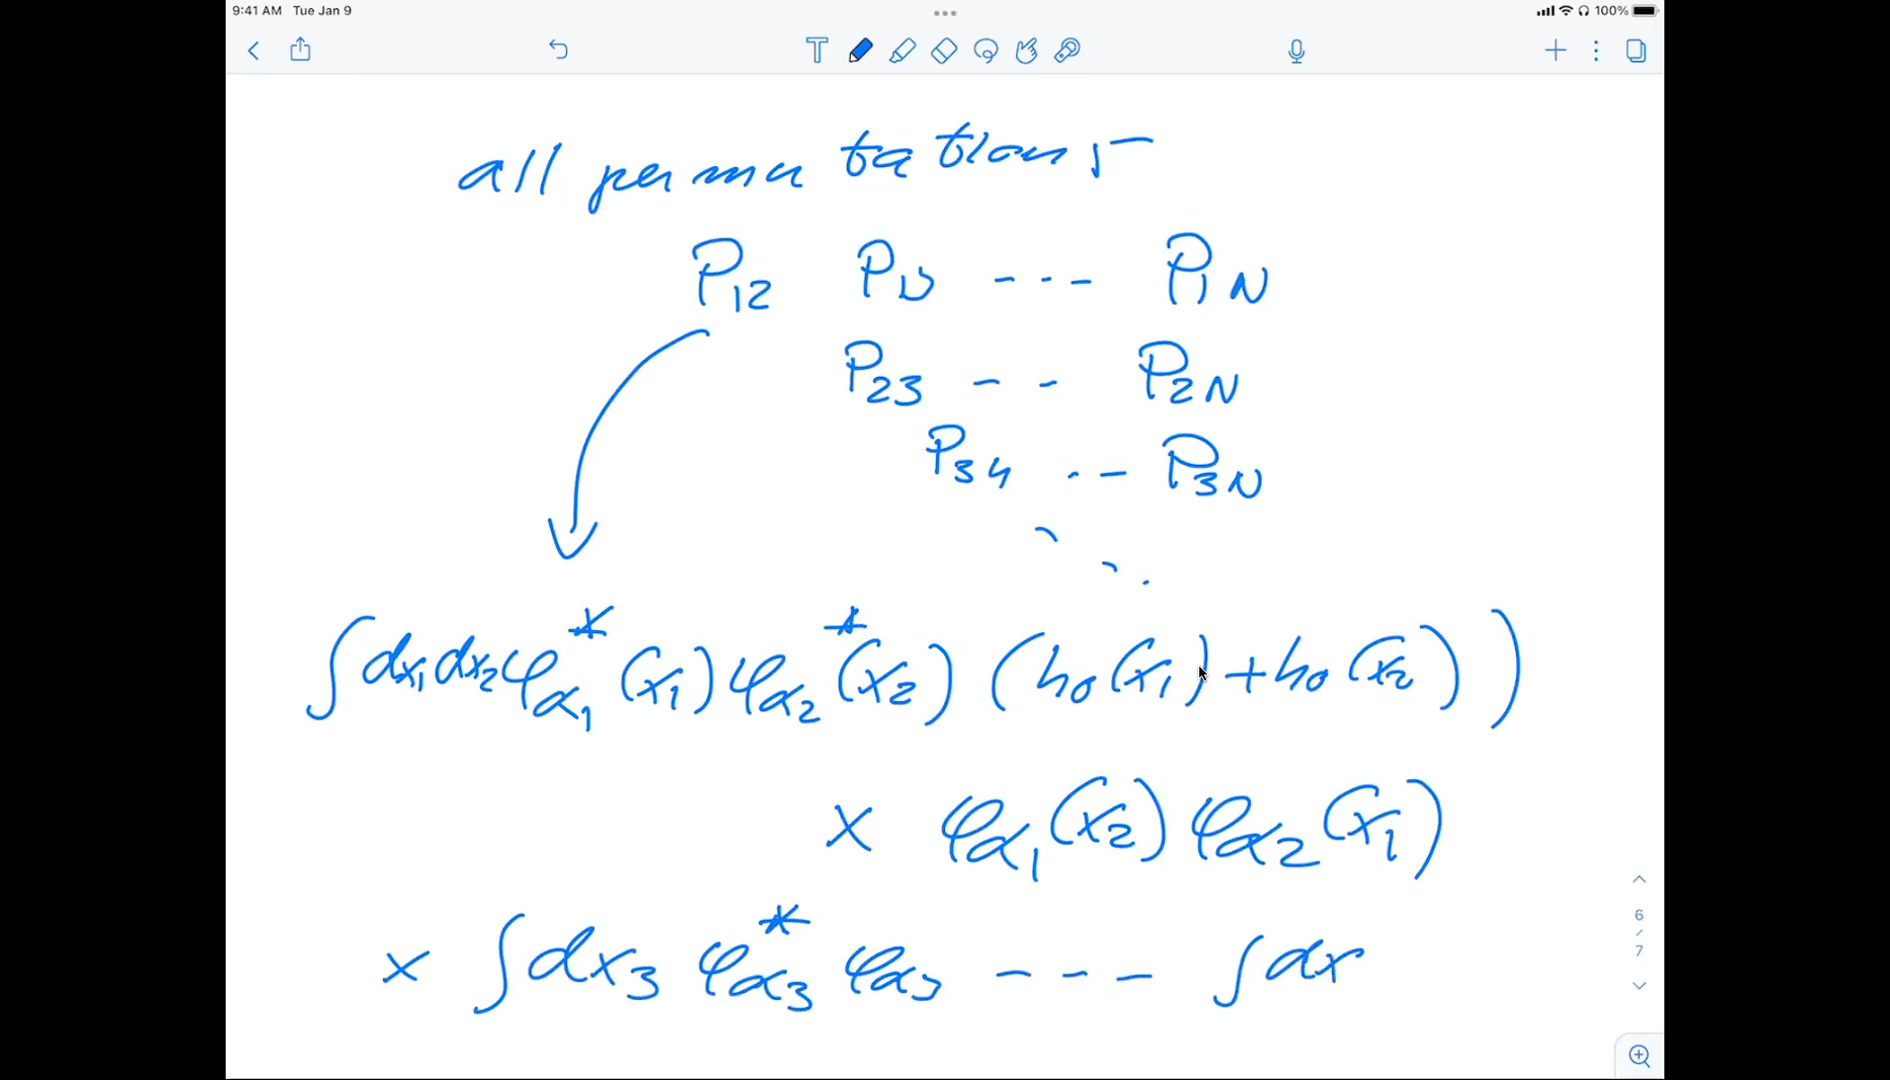 9:41 AM Tue Jan 9 100%
all permutations
P₁₂ P₁₃ --- P₁N
P₂₃ -- P₂N
P₃₄ -- P₃N
∫dx₁dx₂φ*α₁(x₁)φ*α₂(x₂)(h₀(x₁)+h₀(x₂)))
× φα₁(x₂)φα₂(x₁)
× ∫dx₃ φ*α₃ φα₃ --- ∫dx
6
/
7